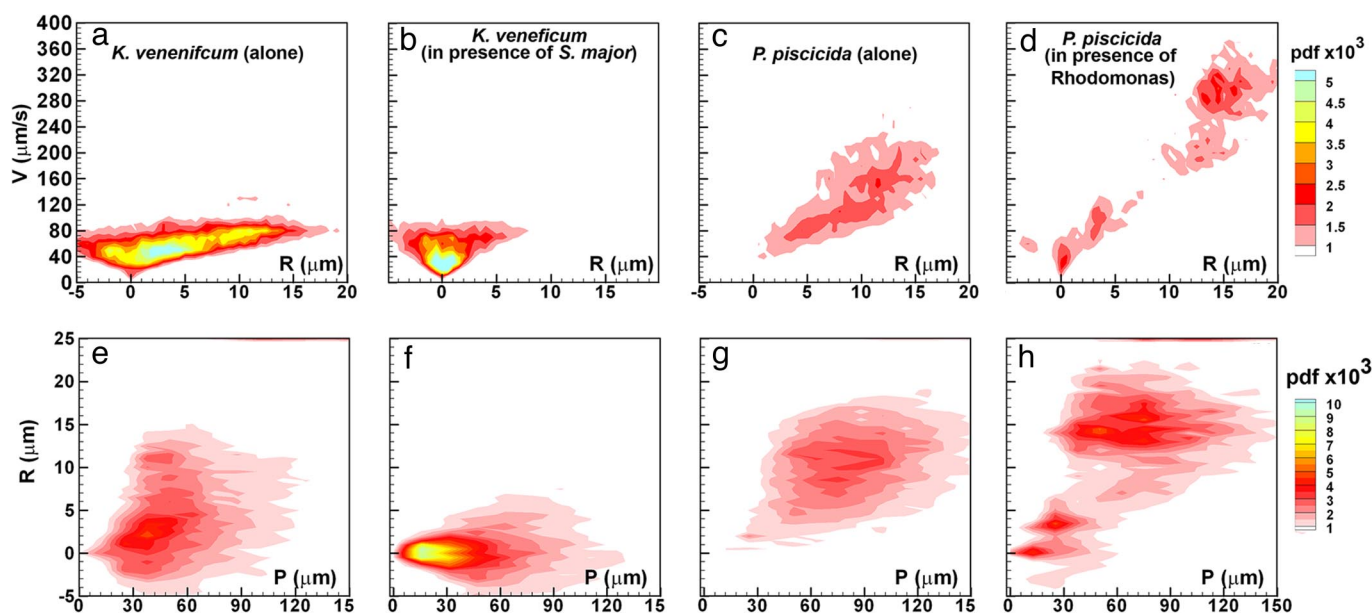 a
K. venenifcum (alone)
400
360
320
280
240
200
160
120
80
40
0
V (µm/s)
R (µm)
-5 0 5 10 15 20
b
K. veneficum
(in presence of S. major)
R (µm)
0 5 10 15
c
P. piscicida (alone)
R (µm)
-5 0 5 10 15
d
P. piscicida
(in presence of
Rhodomonas)
R (µm)
-5 0 5 10 15 20
pdf x10³
5
4.5
4
3.5
3
2.5
2
1.5
1
e
25
20
15
10
5
0
-5
R (µm)
P (µm)
0 30 60 90 120 15
f
P (µm)
0 30 60 90 120 15
g
P (µm)
0 30 60 90 120 15
h
P (µm)
0 30 60 90 120 150
pdf x10³
10
9
8
7
6
5
4
3
2
1